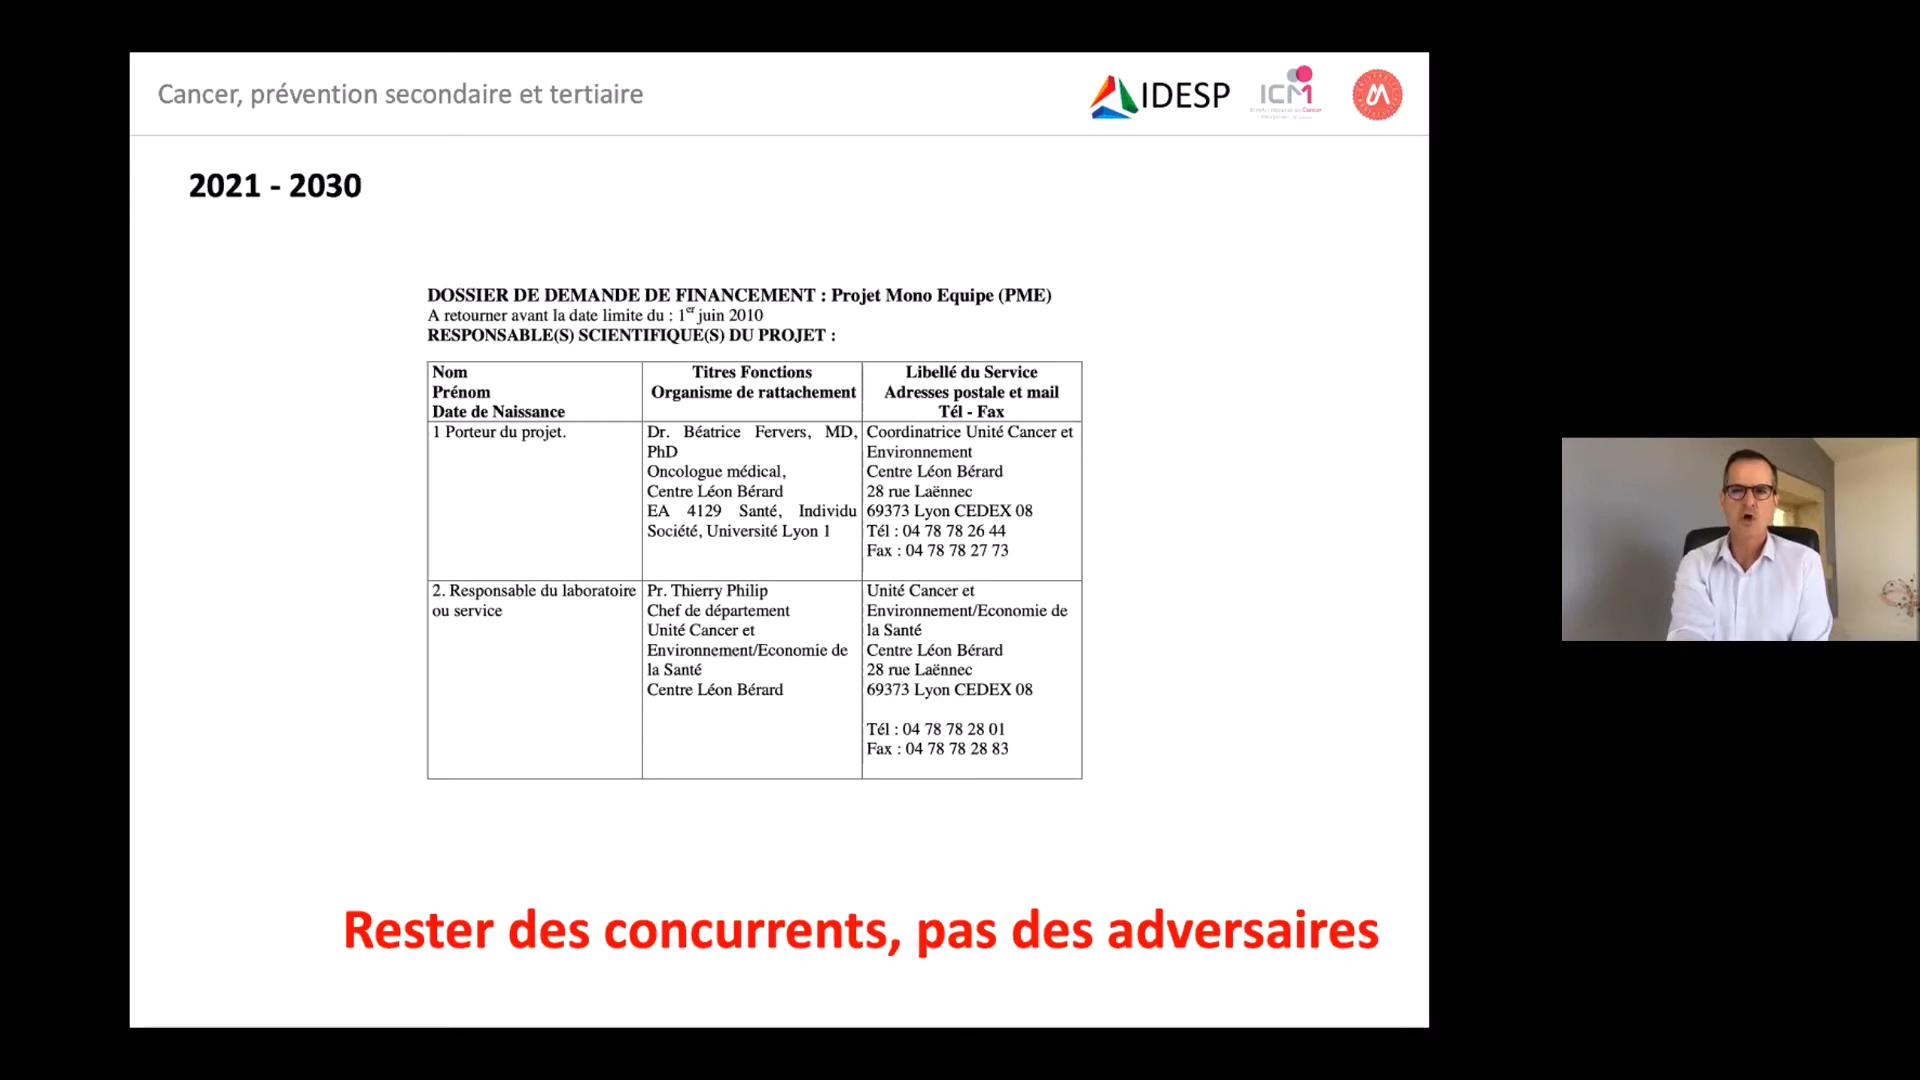 Cancer, prévention secondaire et tertiaire
IDESP
ICM
2021 - 2030
DOSSIER DE DEMANDE DE FINANCEMENT : Projet Mono Equipe (PME)
A retourner avant la date limite du : 1er juin 2010
RESPONSABLE(S) SCIENTIFIQUE(S) DU PROJET :
Nom
Prénom
Date de Naissance
Titres Fonctions
Organisme de rattachement
Libellé du Service
Adresses postale et mail
Tél - Fax
1 Porteur du projet.
Dr. Béatrice Fervers, MD,
PhD
Oncologue médical,
Centre Léon Bérard
EA 4129 Santé, Individu
Société, Université Lyon 1
Coordinatrice Unité Cancer et
Environnement
Centre Léon Bérard
28 rue Laënnec
69373 Lyon CEDEX 08
Tél : 04 78 78 26 44
Fax : 04 78 78 27 73
2. Responsable du laboratoire
ou service
Pr. Thierry Philip
Chef de département
Unité Cancer et
Environnement/Economie de
la Santé
Centre Léon Bérard
Unité Cancer et
Environnement/Economie de
la Santé
Centre Léon Bérard
28 rue Laënnec
69373 Lyon CEDEX 08
Tél : 04 78 78 28 01
Fax : 04 78 78 28 83
Rester des concurrents, pas des adversaires